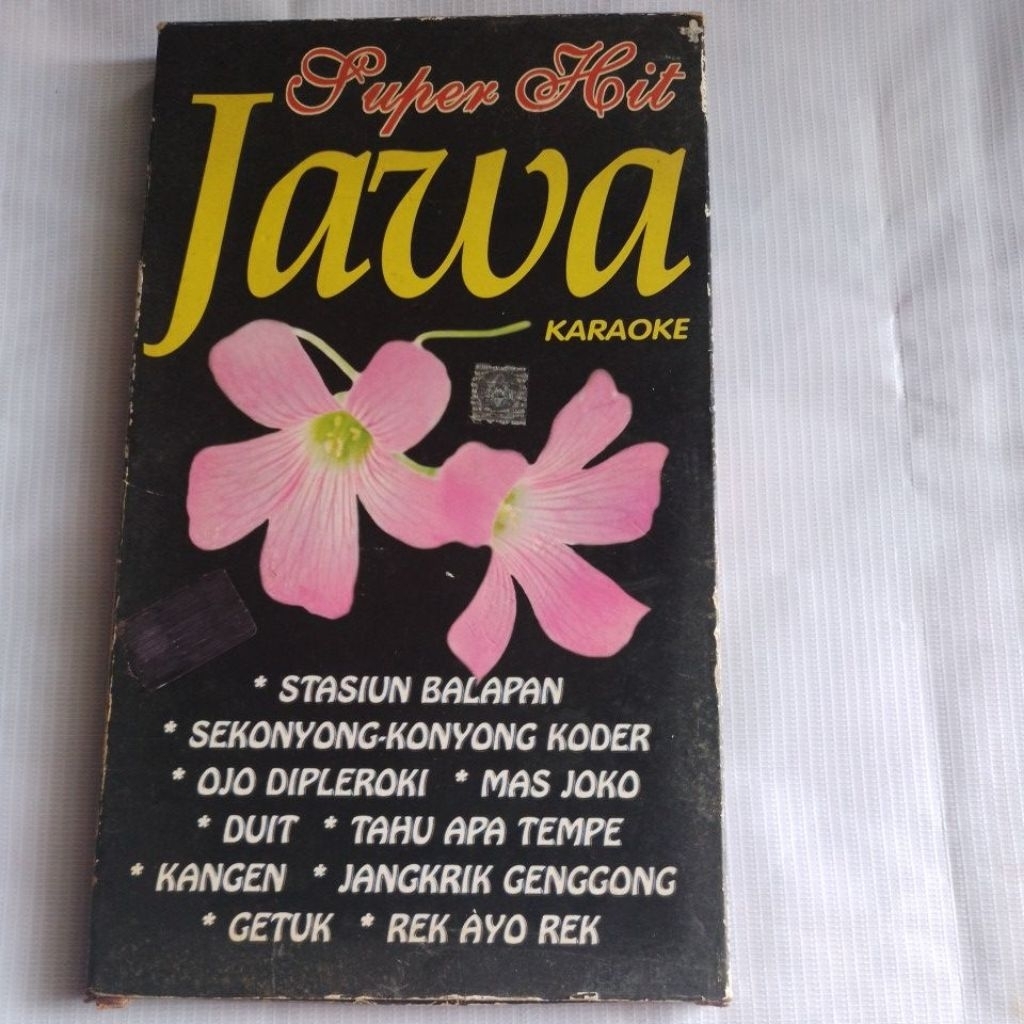 Super Hit
Jawa
KARAOKE
* STASIUN BALAPAN
* SEKONYONG-KONYONG KODER
* OJO DIPLEROKI * MAS JOKO
* DUIT * TAHU APA TEMPE
* KANGEN * JANGKRIK GENGGONG
* GETUK * REK AYO REK